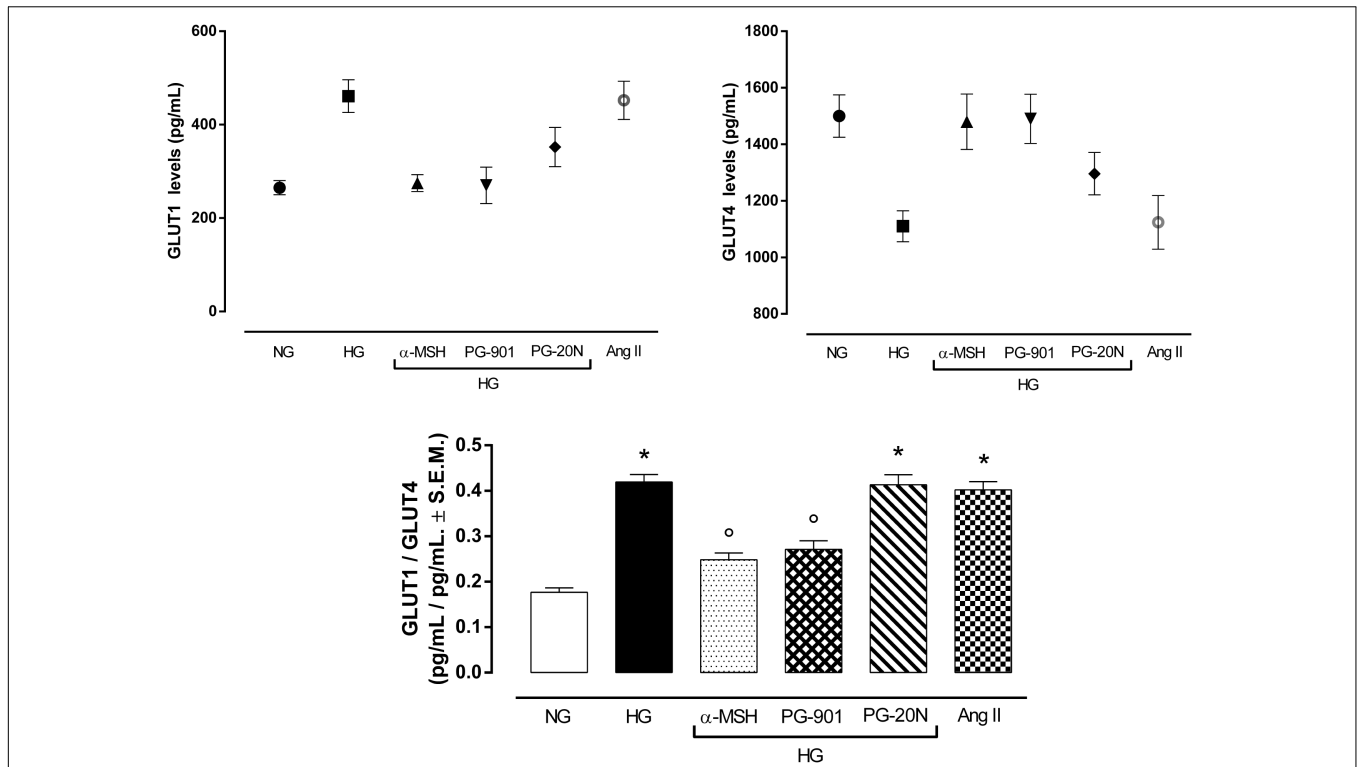 600
400
200
0
GLUT1 levels (pg/mL)
NG HG α-MSH PG-901 PG-20N Ang II
HG
1800
1600
1400
1200
1000
800
GLUT4 levels (pg/mL)
NG HG α-MSH PG-901 PG-20N Ang II
HG
0.5
0.4
0.3
0.2
0.1
0.0
GLUT1 / GLUT4
(pg/mL / pg/mL. ± S.E.M.)
* ° ° * *
NG HG α-MSH PG-901 PG-20N Ang II
HG